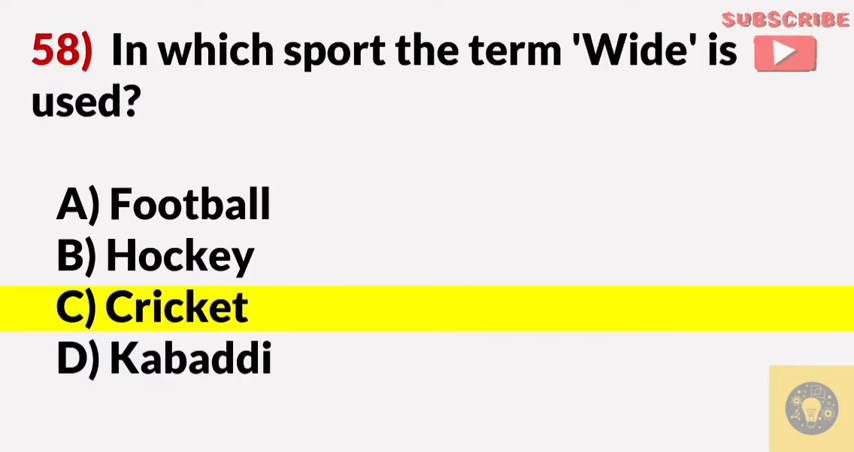 SUBSCRIBE
58) In which sport the term 'Wide' is
used?
A) Football
B) Hockey
C) Cricket
D) Kabaddi